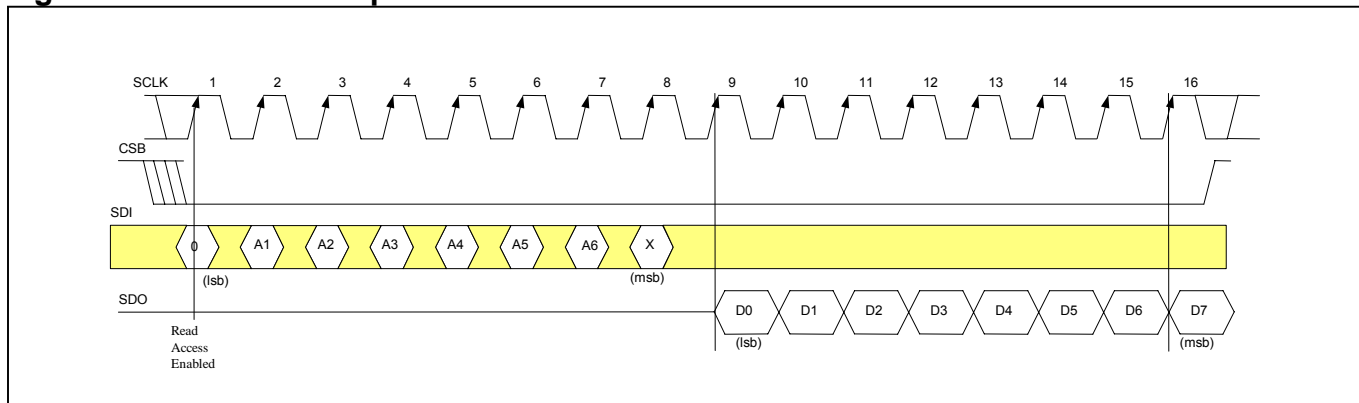 SCLK 1 2 3 4 5 6 7 8 9 10 11 12 13 14 15 16
CSB
SDI
0 A1 A2 A3 A4 A5 A6 X
(lsb) (msb)
SDO
D0 D1 D2 D3 D4 D5 D6 D7
(lsb) (msb)
Read
Access
Enabled